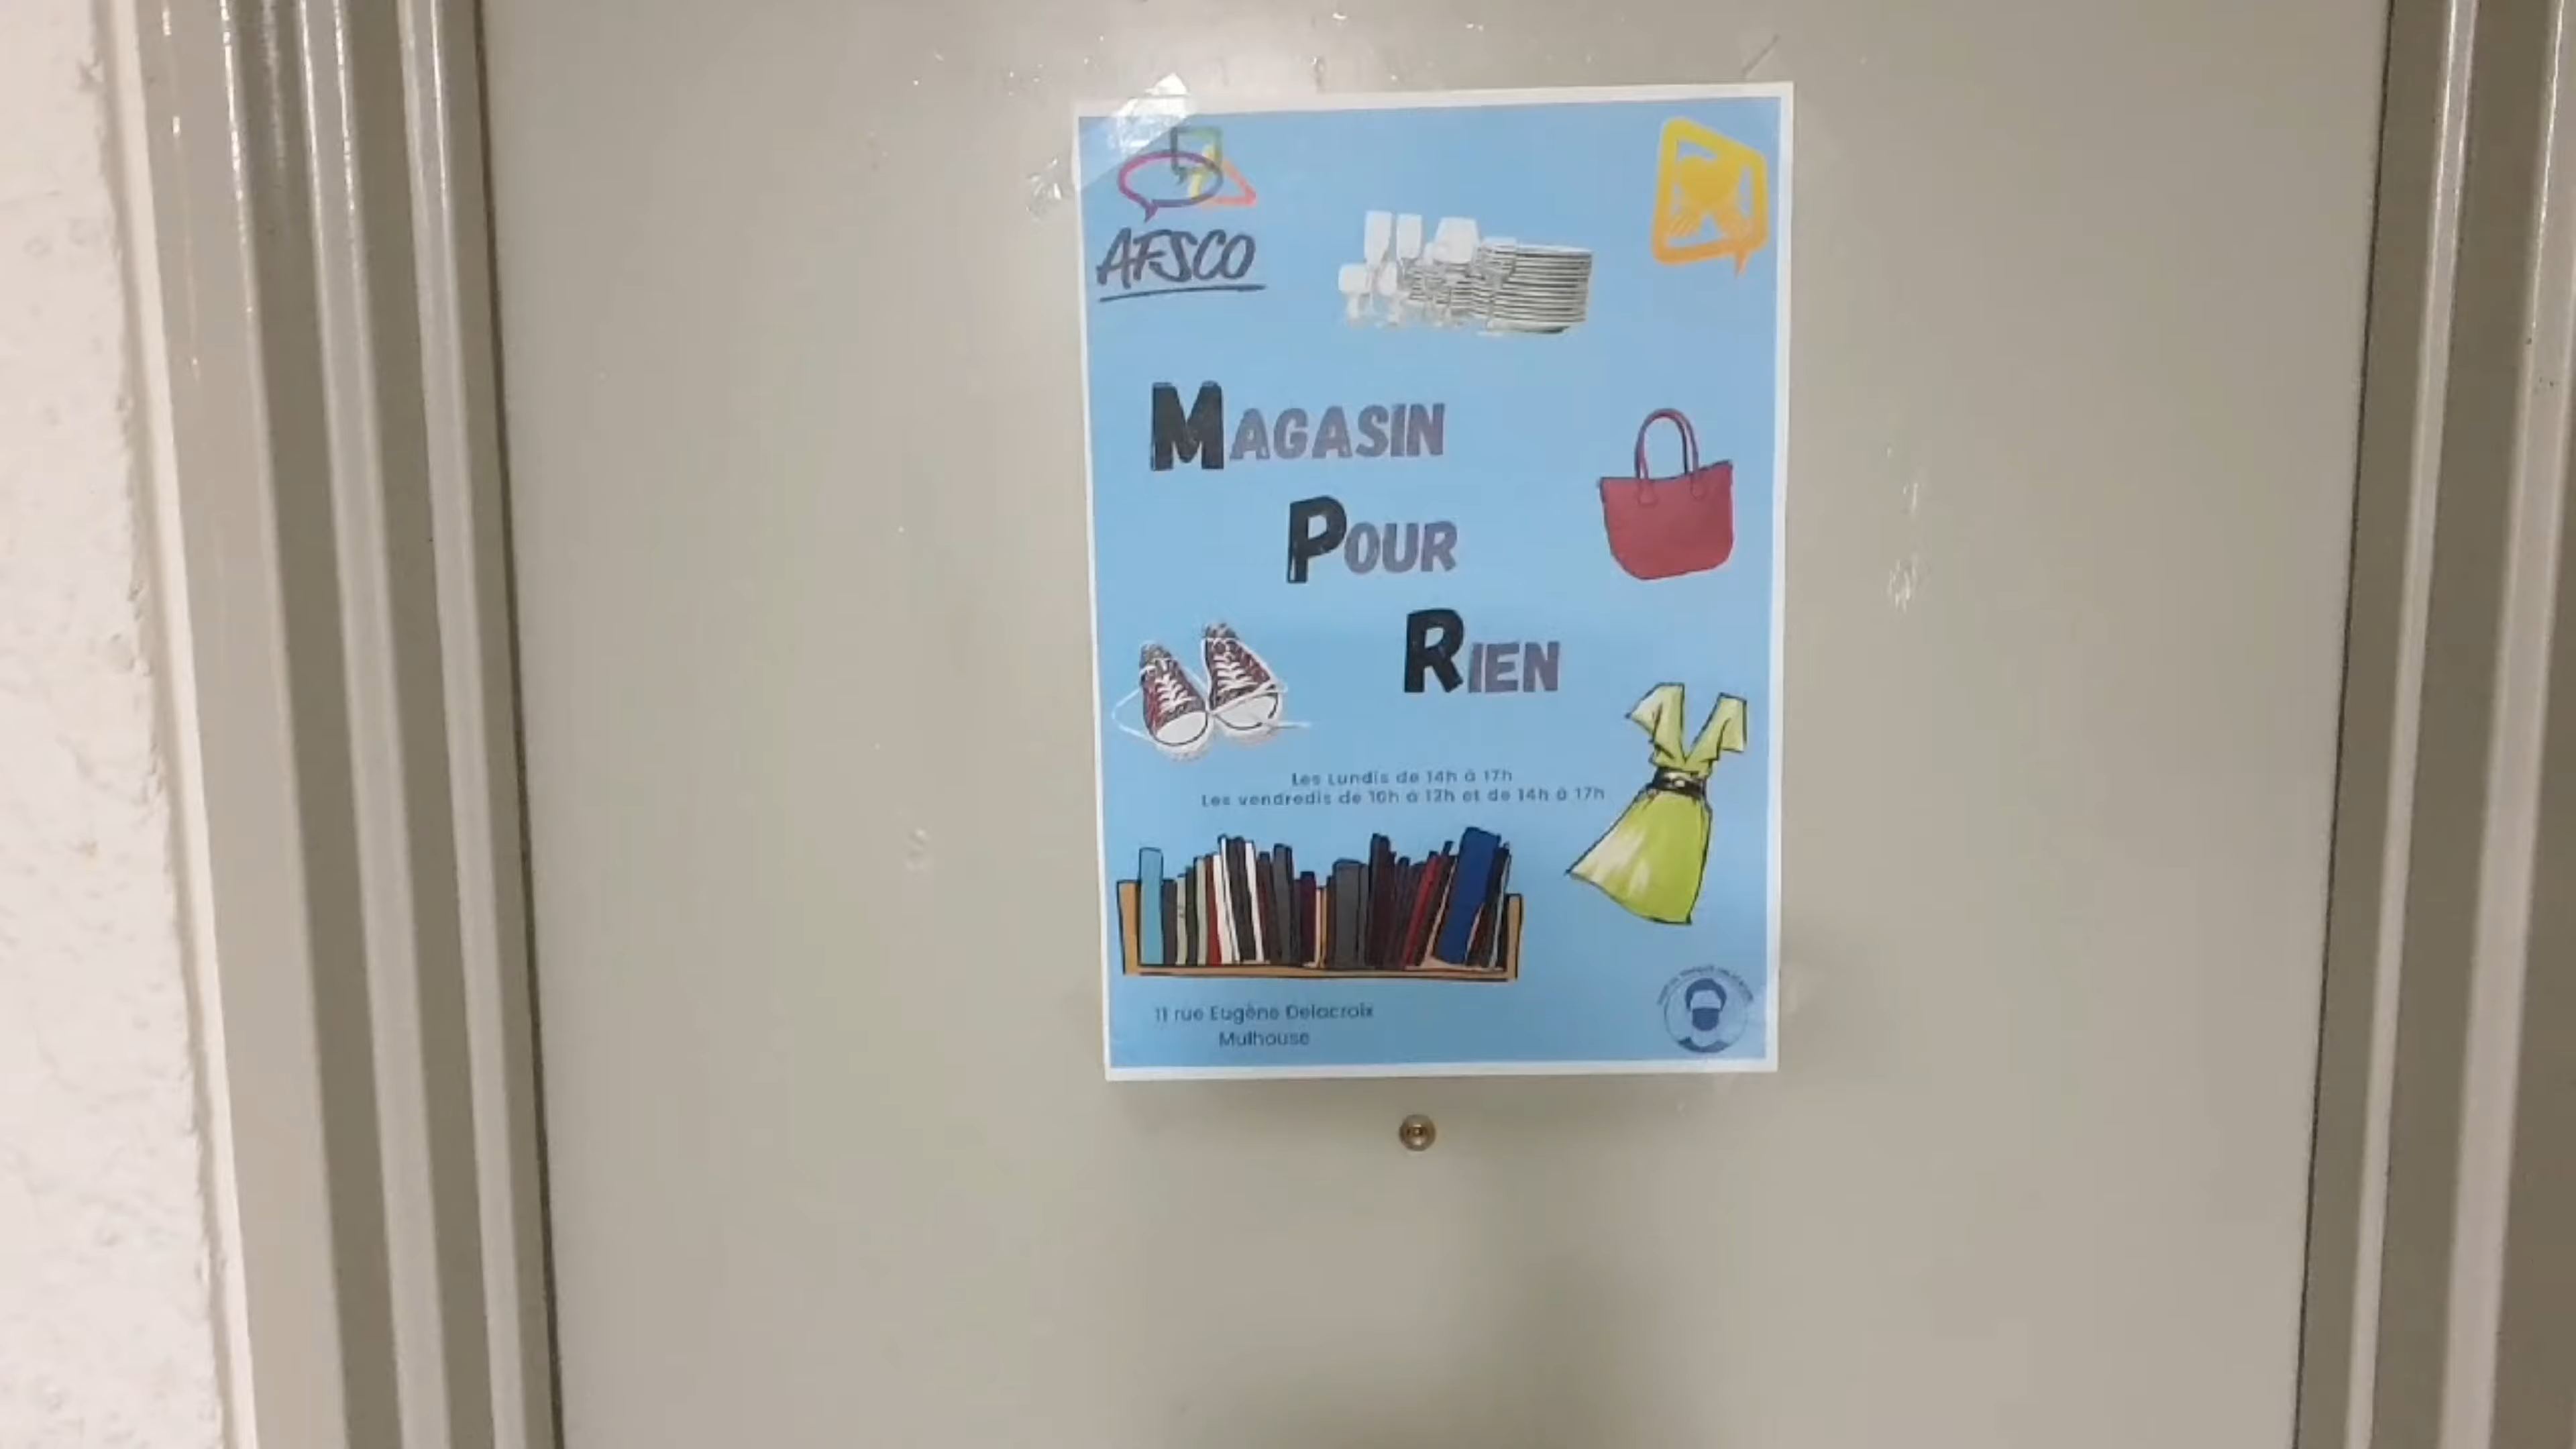 AFSCO
MAGASIN
POUR
RIEN
Les Lundis de 14h à 17h
Les vendredis de 10h à 12h et de 14h à 17h
11 rue Eugène Delacroix
Mulhouse